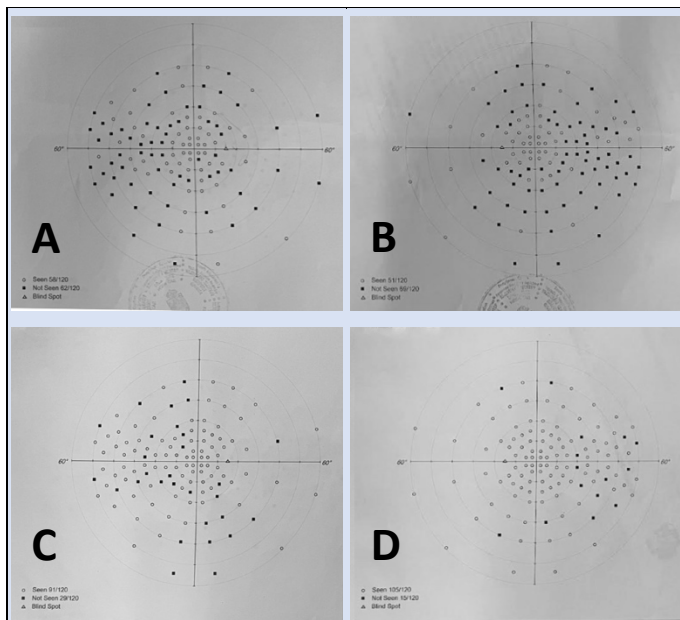 60°
60°
A
○ Seen 58/120
■ Not Seen 62/120
△ Blind Spot
60°
60°
B
○ Seen 51/120
■ Not Seen 69/120
△ Blind Spot
60°
60°
C
○ Seen 91/120
■ Not Seen 29/120
△ Blind Spot
60°
60°
D
○ Seen 105/120
■ Not Seen 15/120
△ Blind Spot